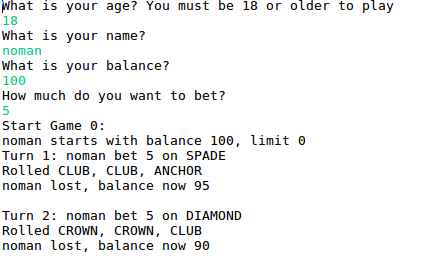 What is your age? You must be 18 or older to play
18
What is your name?
noman
What is your balance?
100
How much do you want to bet?
5
Start Game 0:
noman starts with balance 100, limit 0
Turn 1: noman bet 5 on SPADE
Rolled CLUB, CLUB, ANCHOR
noman lost, balance now 95

Turn 2: noman bet 5 on DIAMOND
Rolled CROWN, CROWN, CLUB
noman lost, balance now 90